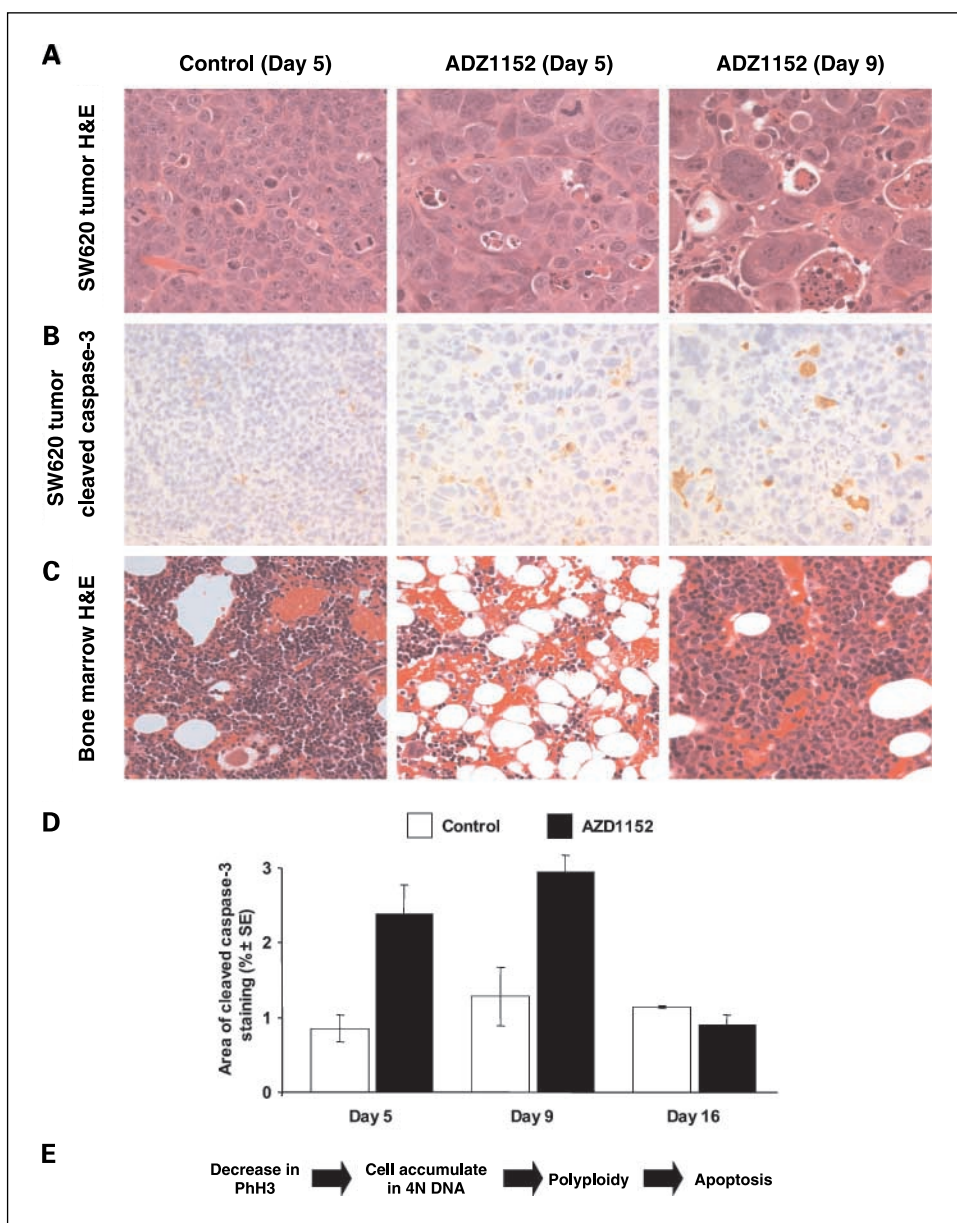 A
Control (Day 5)
ADZ1152 (Day 5)
ADZ1152 (Day 9)
SW620 tumor H&E
B
SW620 tumor
cleaved caspase-3
C
Bone marrow H&E
D
Control
AZD1152
Area of cleaved caspase-3
staining (% ± SE)
3
2
1
0
Day 5
Day 9
Day 16
E
Decrease in
PhH3
Cell accumulate
in 4N DNA
Polyploidy
Apoptosis